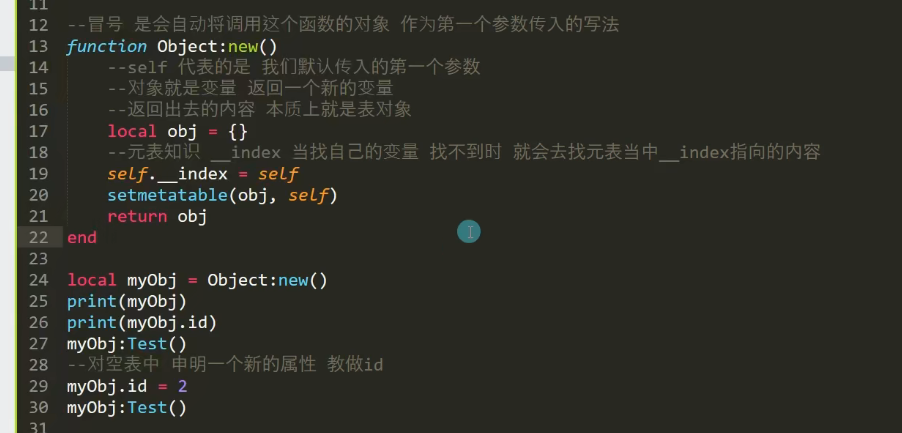 11
12 --冒号 是会自动将调用这个函数的对象 作为第一个参数传入的写法
13 function Object:new()
14 --self 代表的是 我们默认传入的第一个参数
15 --对象就是变量 返回一个新的变量
16 --返回出去的内容 本质上就是表对象
17 local obj = {}
18 --元表知识 __index 当找自己的变量 找不到时 就会去找元表当中__index指向的内容
19 self.__index = self
20 setmetatable(obj, self)
21 return obj
22 end
23
24 local myObj = Object:new()
25 print(myObj)
26 print(myObj.id)
27 myObj:Test()
28 --对空表中 申明一个新的属性 教做id
29 myObj.id = 2
30 myObj:Test()
31